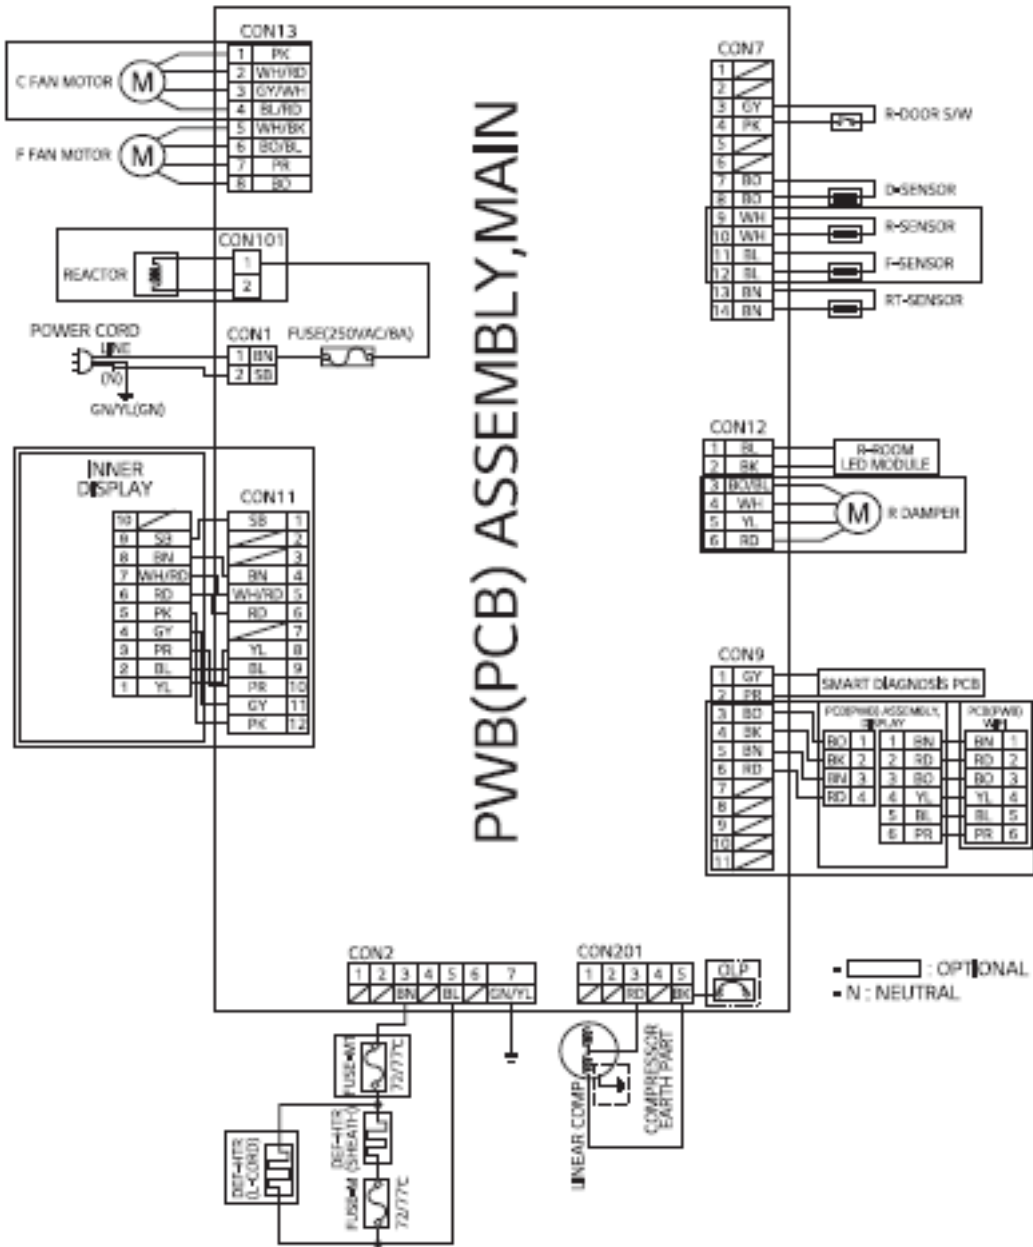 CON13
1 PK
2 WH/RD
3 GY/WH
4 BL/RD
5 WH/BK
6 BO/BL
7 PR
8 BO
C FAN MOTOR M
F FAN MOTOR M
CON101
1
2
REACTOR
POWER CORD
LINE
(N)
GN/YL(GN)
CON1
1 BN
2 SB
FUSE(250VAC/8A)
INNER
DISPLAY
10
9 SB
8 BN
7 WH/RD
6 RD
5 PK
4 GY
3 PR
2 BL
1 YL
CON11
SB 1
2
3
BN 4
WH/RD 5
RD 6
7
YL 8
BL 9
PR 10
GY 11
PK 12
PWB(PCB) ASSEMBLY,MAIN
CON7
1
2
3 GY
4 PK
5
6
7 BO
8 BO
9 WH
10 WH
11 BL
12 BL
13 BN
14 BN
R-DOOR S/W
D-SENSOR
R-SENSOR
F-SENSOR
RT-SENSOR
CON12
1 BL
2 BK
3 BO/BL
4 WH
5 YL
6 RD
R-ROOM
LED MODULE
M R DAMPER
CON9
1 GY
2 PR
3 BO
4 BK
5 BN
6 RD
7
8
9
10
11
SMART DIAGNOSIS PCB
PCB(PWB) ASSEMBLY,
DISPLAY
BO 1
BK 2
BN 3
RD 4
1 BN
2 RD
3 BO
4 YL
5 BL
6 PR
PCB(PWB)
BN 1
RD 2
BO 3
YL 4
BL 5
PR 6
CON2
1 2 3 4 5 6 7
BN BL GN/YL
CON201
1 2 3 4 5
RD BK
OLP
: OPTIONAL
N : NEUTRAL
FUSE-M1
72/77℃
DEF-HTR
(SHEATH)
FUSE-M
72/77℃
DEF-HTR
(L-CORD)
LINEAR COMP
COMPRESSOR
EARTH PART